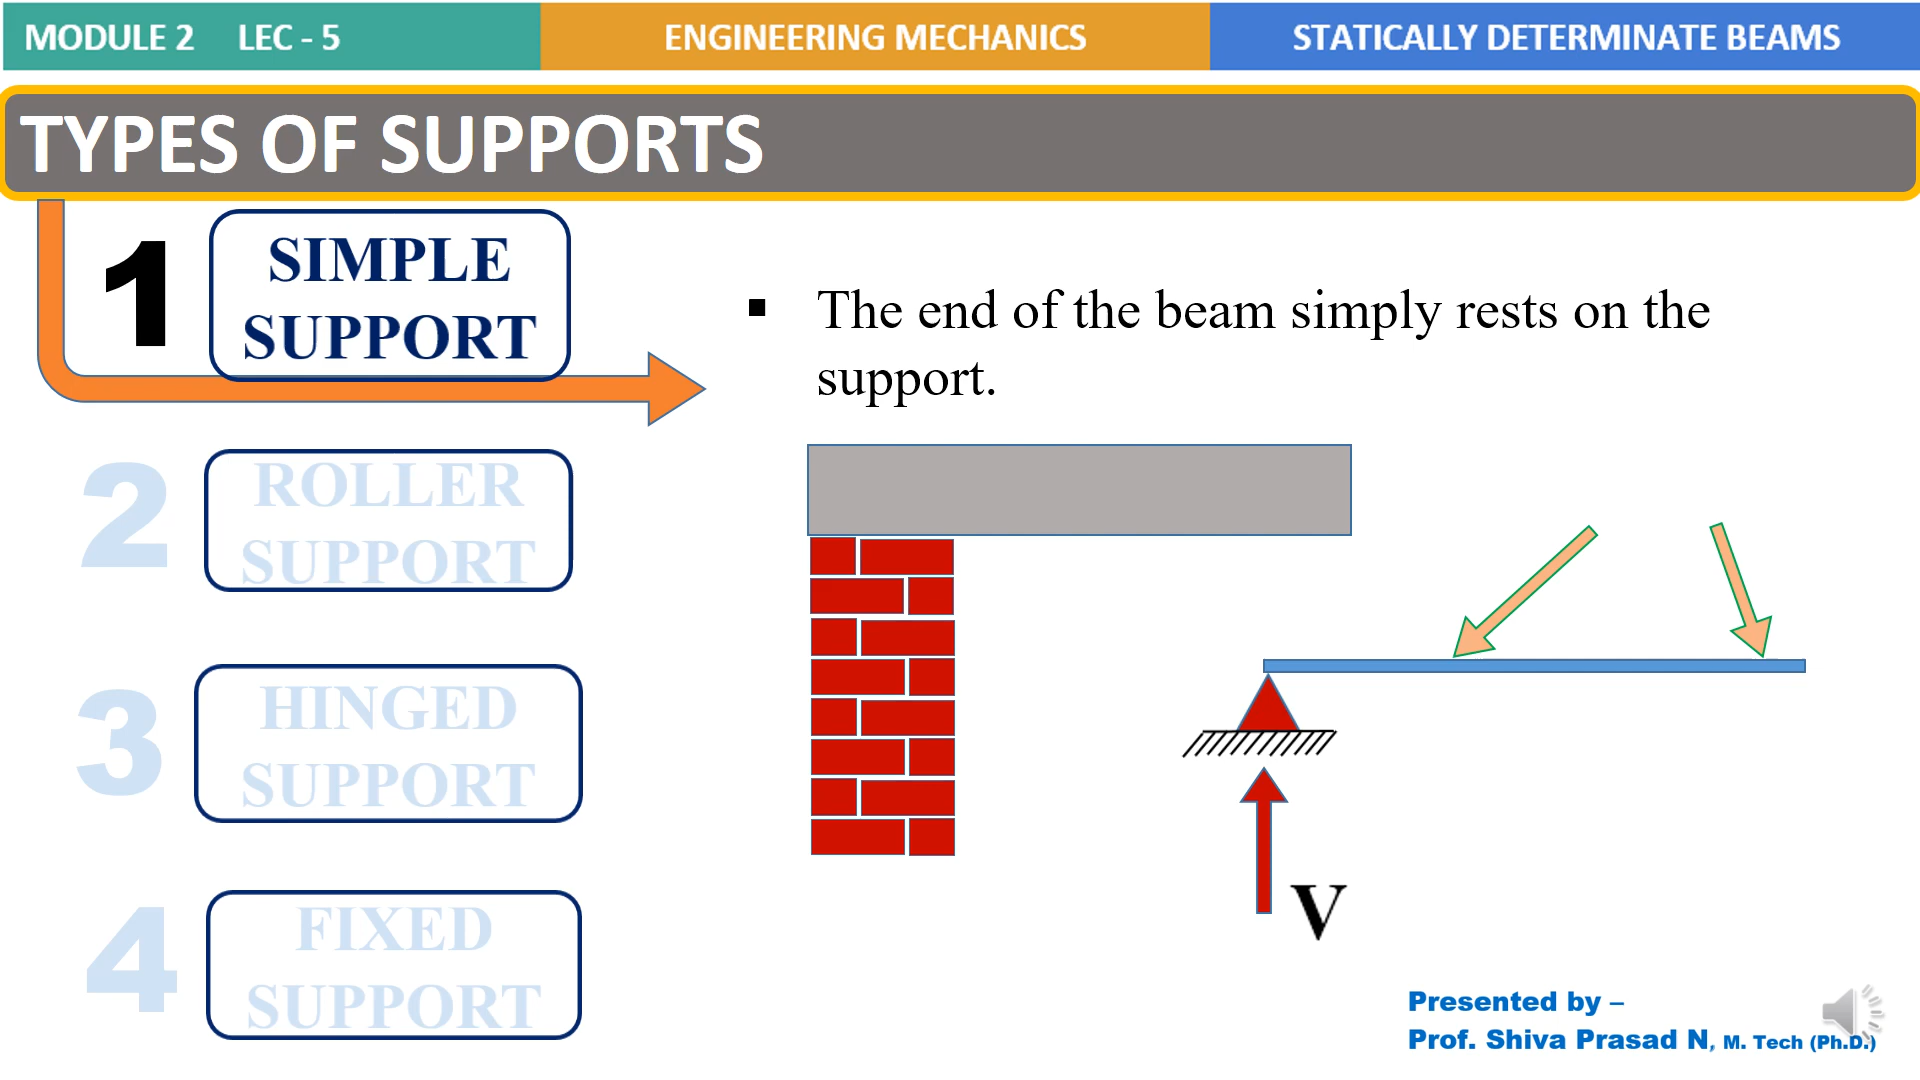 MODULE 2 LEC - 5
ENGINEERING MECHANICS
STATICALLY DETERMINATE BEAMS
TYPES OF SUPPORTS
1
SIMPLE
SUPPORT
▪ The end of the beam simply rests on the
support.
2
ROLLER
SUPPORT
3
HINGED
SUPPORT
4
FIXED
SUPPORT
V
Presented by –
Prof. Shiva Prasad N, M. Tech (Ph.D.)